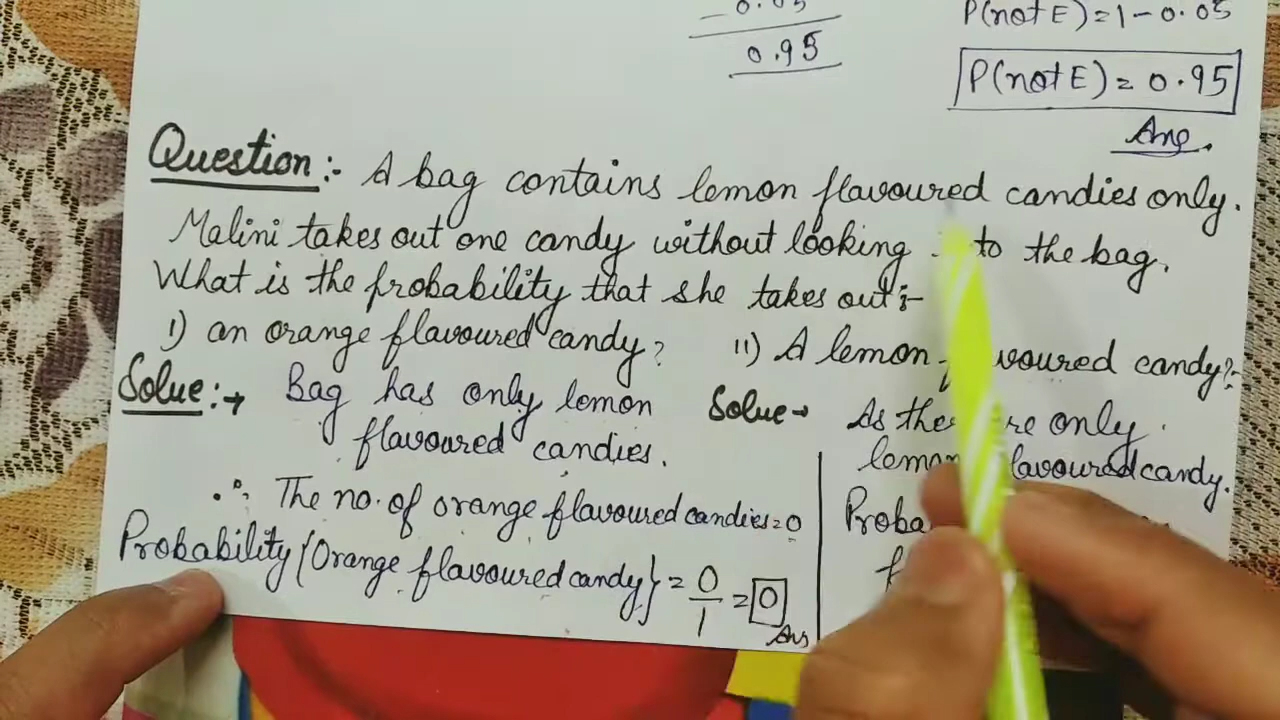 0.95
P(not E) = 1 - 0.05
P(not E) = 0.95
Ans.
Question:- A bag contains lemon flavoured candies only.
Malini takes out one candy without looking to the bag.
What is the probability that she takes out:-
i) an orange flavoured candy?
ii) A lemon voured candy?:-
Solue:→ Bag has only lemon
flavoured candies.
∴ The no. of orange flavoured candies = 0
Probability {Orange flavoured candy} = 0/1 = 0
Ans
Solue→ As the re only
lemon lavoured candy.
Proba
f